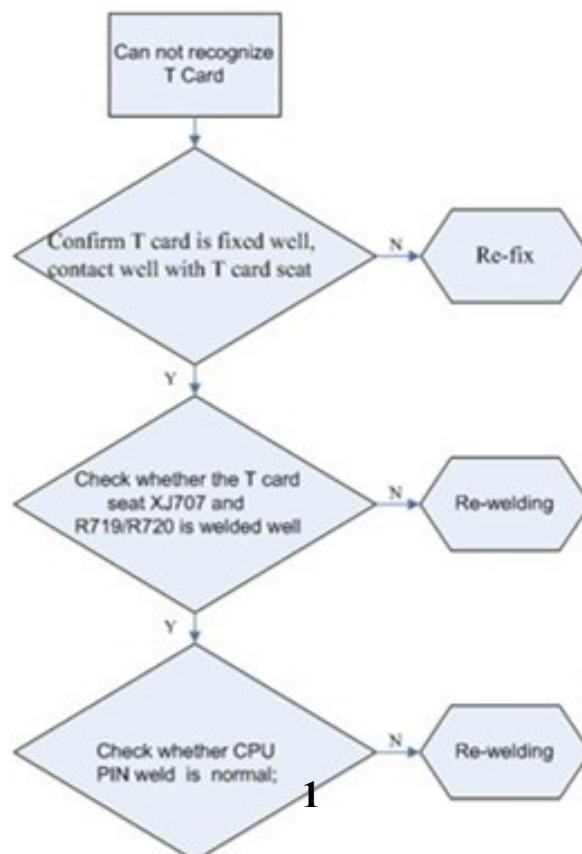 Can not recognize
T Card
Confirm T card is fixed well,
contact well with T card seat
N
Re-fix
Y
Check whether the T card
seat XJ707 and
R719/R720 is welded well
N
Re-welding
Y
Check whether CPU
PIN weld is normal;
N
Re-welding
1